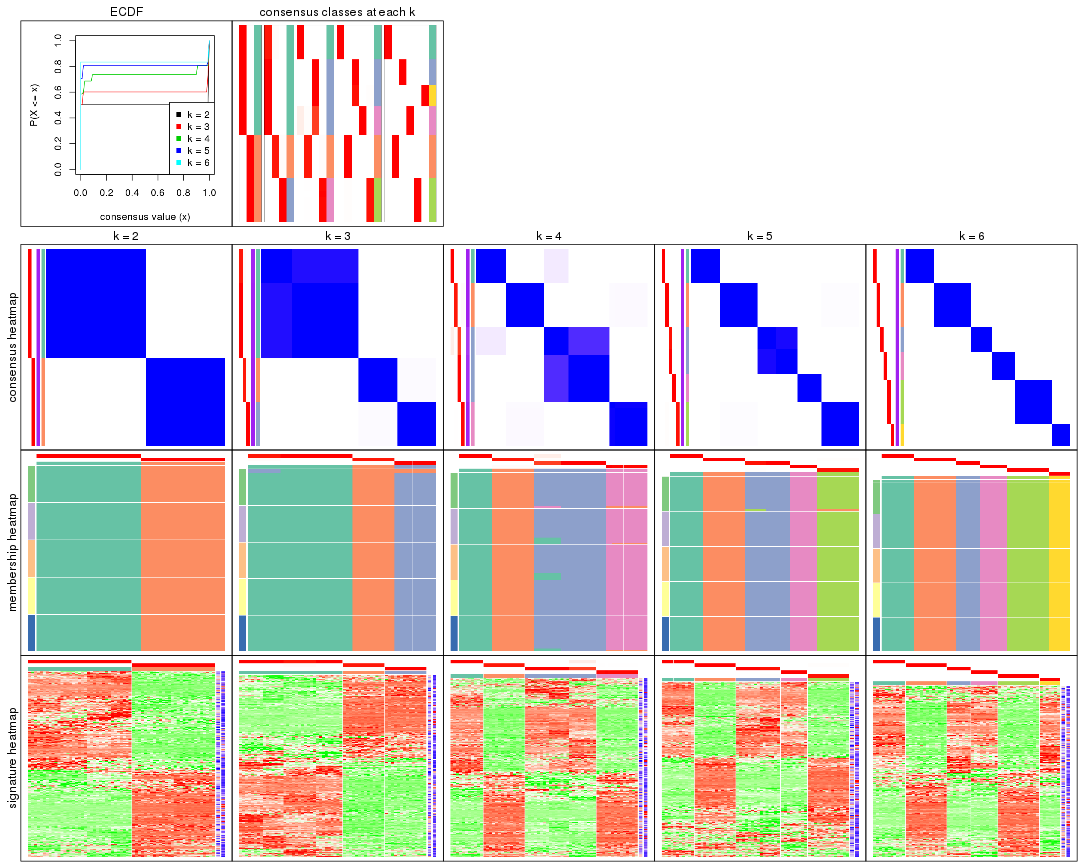 ECDF
consensus classes at each k
P(X <= x)
1.0
0.8
0.6
0.4
0.2
0.0
k = 2
k = 3
k = 4
k = 5
k = 6
0.0 0.2 0.4 0.6 0.8 1.0
consensus value (x)
k = 2
k = 3
k = 4
k = 5
k = 6
consensus heatmap
membership heatmap
signature heatmap